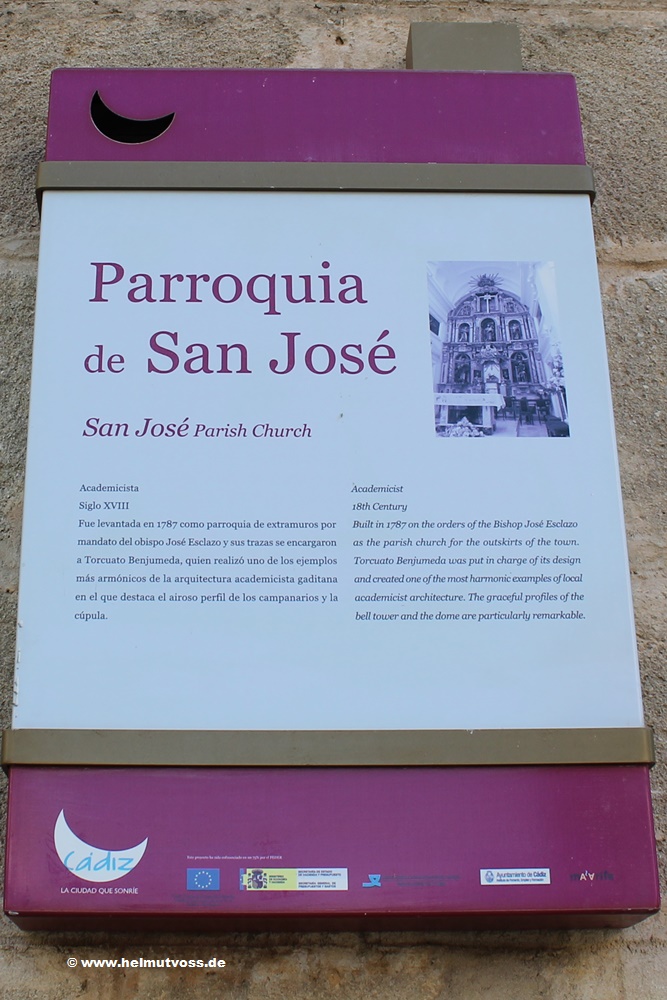 Parroquia
de San José
San José Parish Church
Academicista
Siglo XVIII
Fue levantada en 1787 como parroquia de extramuros por
mandato del obispo José Esclazo y sus trazas se encargaron
a Torcuato Benjumeda, quien realizó uno de los ejemplos
más armónicos de la arquitectura academicista gaditana
en el que destaca el airoso perfil de los campanarios y la
cúpula.
Academicist
18th Century
Built in 1787 on the orders of the Bishop José Esclazo
as the parish church for the outskirts of the town.
Torcuato Benjumeda was put in charge of its design
and created one of the most harmonic examples of local
academicist architecture. The graceful profiles of the
bell tower and the dome are particularly remarkable.
Cádiz
LA CIUDAD QUE SONRÍE
Ayuntamiento de Cádiz
© www.helmutvoss.de